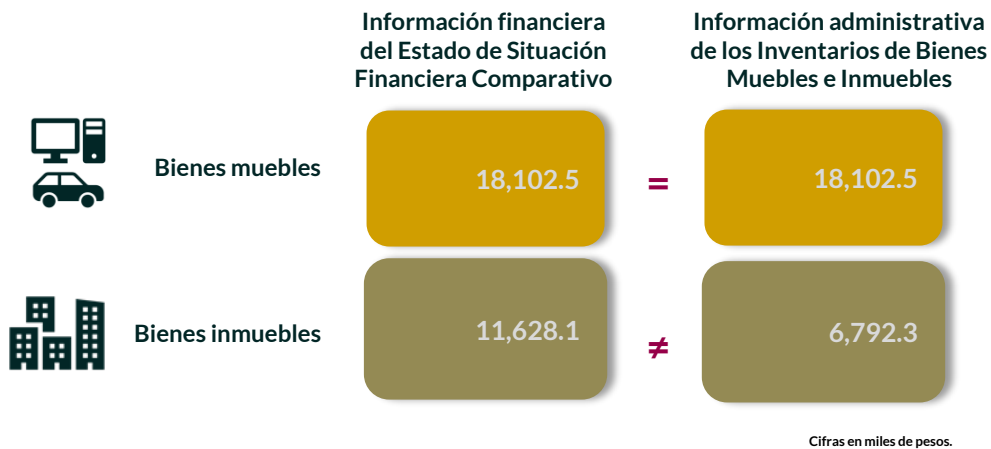 Información financiera
del Estado de Situación
Financiera Comparativo
Información administrativa
de los Inventarios de Bienes
Muebles e Inmuebles
Bienes muebles
18,102.5
=
18,102.5
Bienes inmuebles
11,628.1
≠
6,792.3
Cifras en miles de pesos.